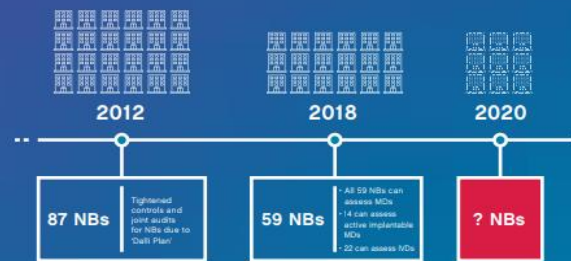 2012
2018
2020
87 NBs
Tightened
controls and
joint audits
for NBs due to
'Dalli Plan'
59 NBs
- All 59 NBs can
assess MDs
- 14 can assess
active implantable
MDs
- 22 can assess IVDs
? NBs